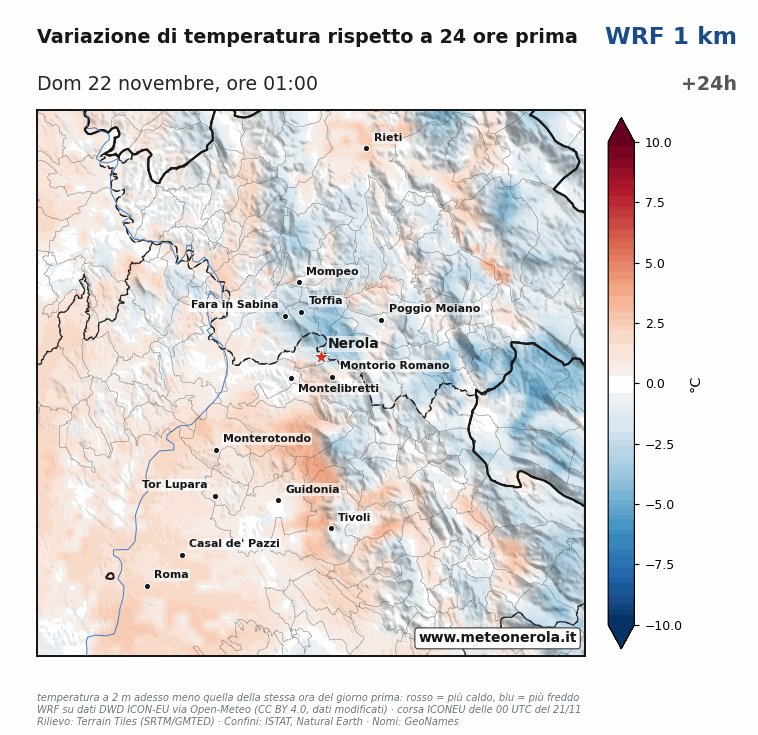 Variazione di temperatura rispetto a 24 ore prima
WRF 1 km
Dom 22 novembre, ore 01:00
+24h
Rieti
Mompeo
Fara in Sabina
Toffia
Poggio Moiano
Nerola
Montorio Romano
Montelibretti
Monterotondo
Tor Lupara
Guidonia
Tivoli
Casal de' Pazzi
Roma
www.meteonerola.it
10.0
7.5
5.0
2.5
0.0
−2.5
−5.0
−7.5
−10.0
°C
temperatura a 2 m adesso meno quella della stessa ora del giorno prima: rosso = più caldo, blu = più freddo
WRF su dati DWD ICON-EU via Open-Meteo (CC BY 4.0, dati modificati) · corsa ICONEU delle 00 UTC del 21/11
Rilievo: Terrain Tiles (SRTM/GMTED) · Confini: ISTAT, Natural Earth · Nomi: GeoNames